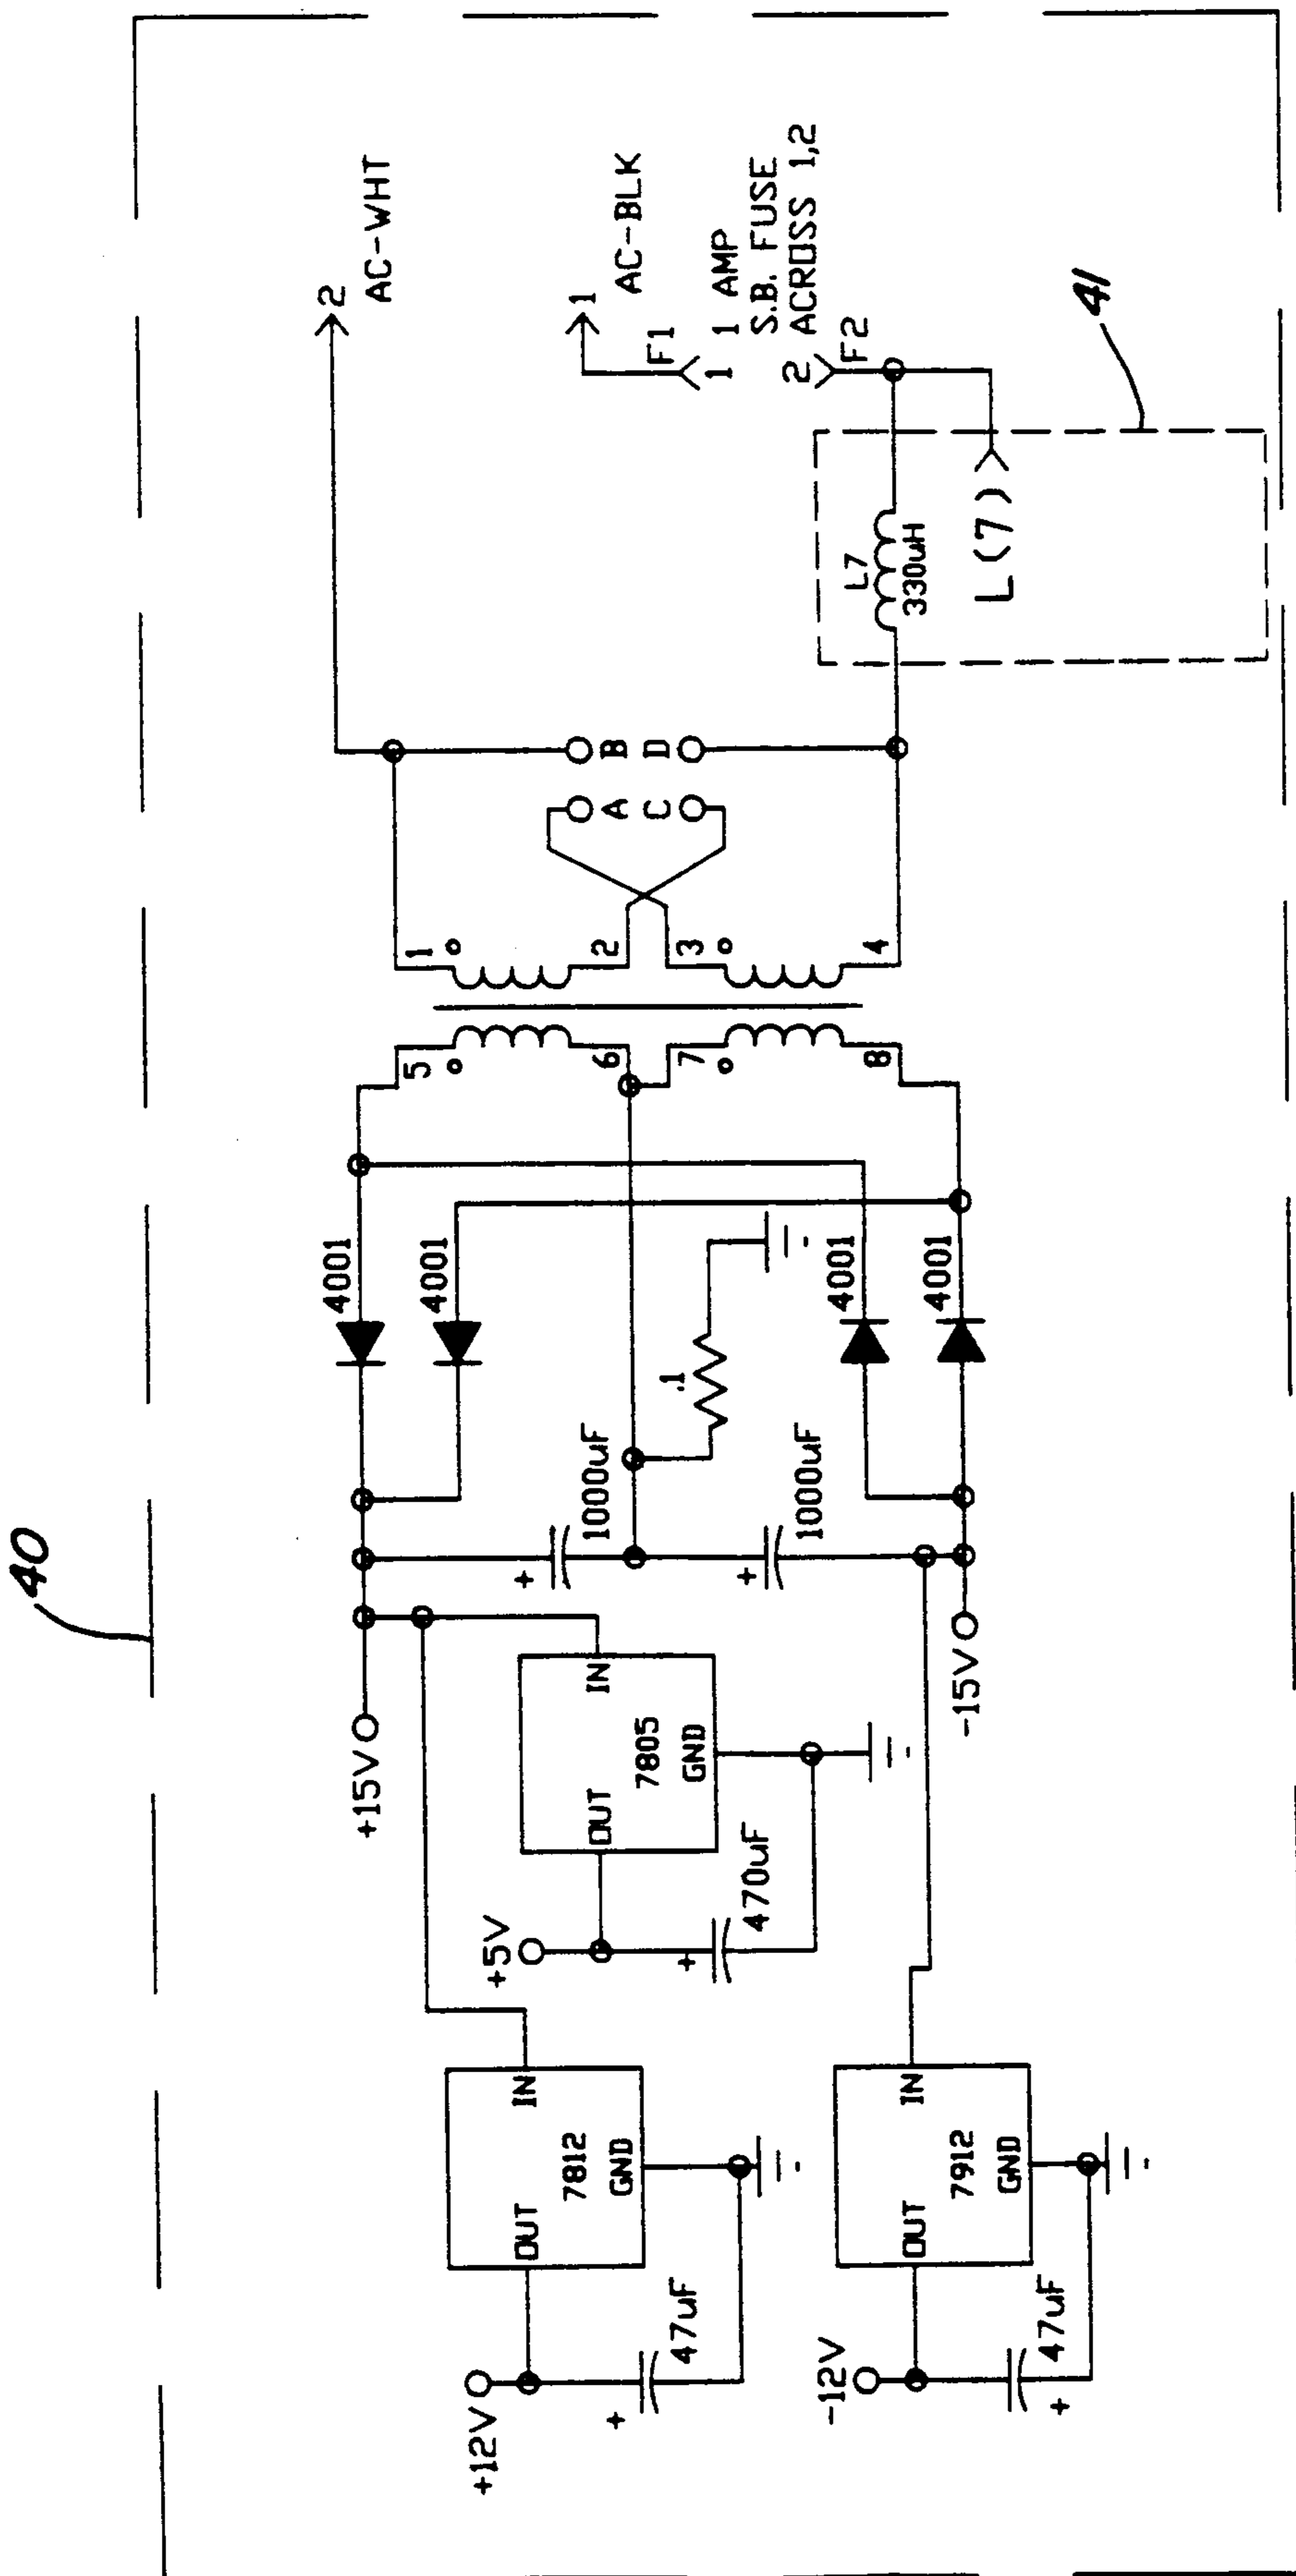 40
2
AC-WHT
1
AC-BLK
F1
1
1 AMP
S.B. FUSE
ACROSS 1,2
2
F2
41
L7
330uH
L(7)
B
D
A
C
1
2
3
4
5
6
7
8
4001
4001
4001
4001
.1
1000uF
+
1000uF
+
+15V
-15V
IN
7805
GND
OUT
+5V
+
470uF
IN
7812
GND
OUT
+12V
+
47uF
IN
7912
GND
OUT
-12V
+
47uF